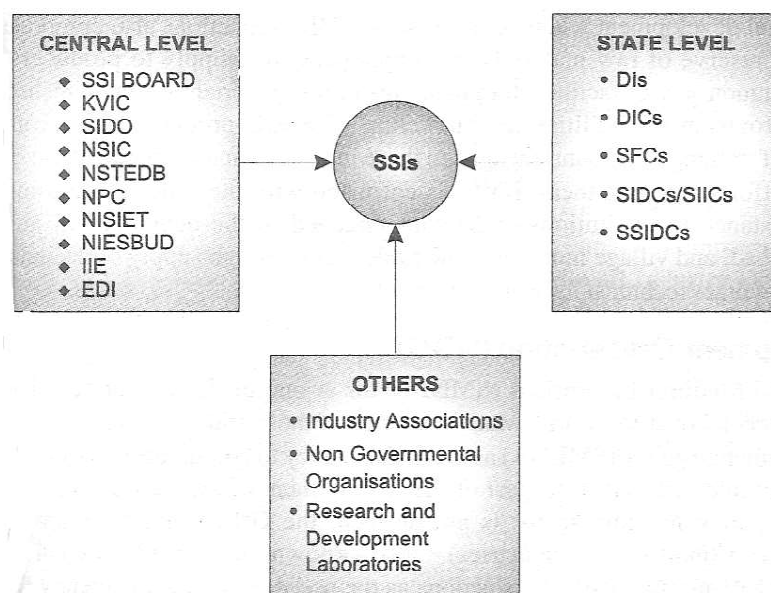 CENTRAL LEVEL
SSI BOARD
KVIC
SIDO
NSIC
NSTEDB
NPC
NISIET
NIESBUD
IIE
EDI
SSIs
STATE LEVEL
DIs
DICs
SFCs
SIDCs/SIICs
SSIDCs
OTHERS
Industry Associations
Non Governmental
Organisations
Research and
Development
Laboratories